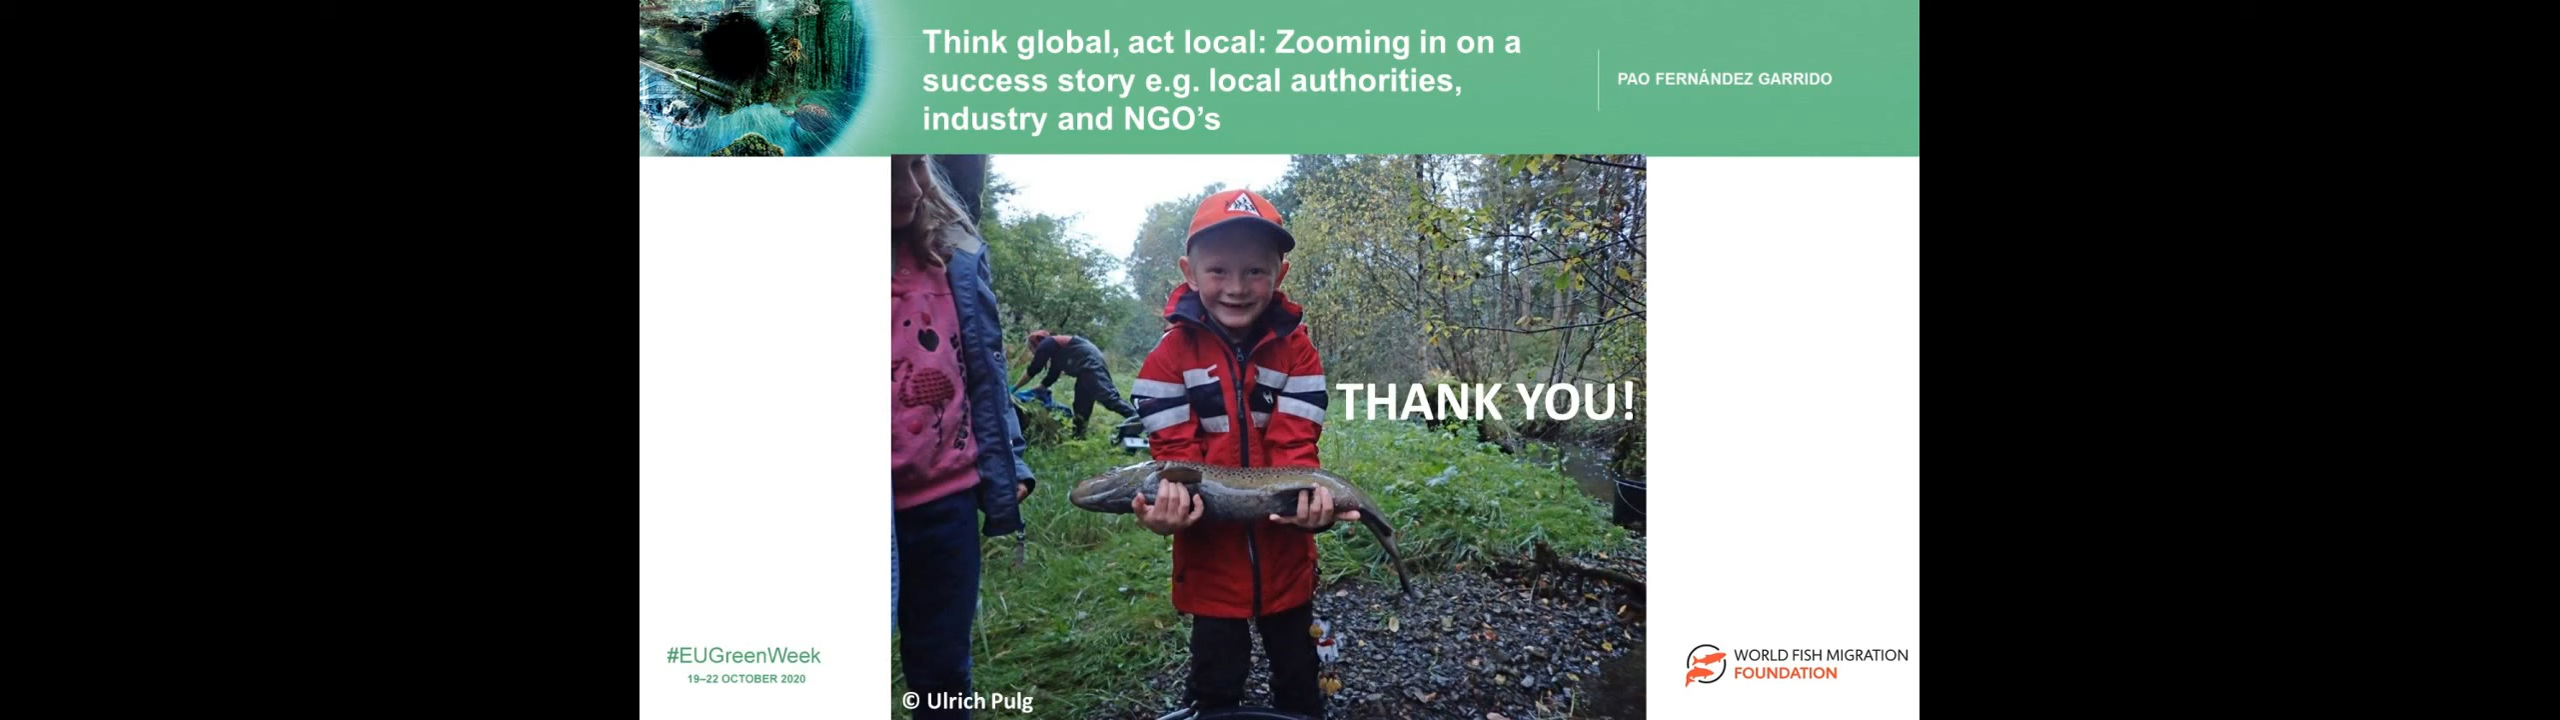 Think global, act local: Zooming in on a
success story e.g. local authorities,
industry and NGO’s
PAO FERNÁNDEZ GARRIDO
THANK YOU!
#EUGreenWeek
19–22 OCTOBER 2020
© Ulrich Pulg
WORLD FISH MIGRATION
FOUNDATION